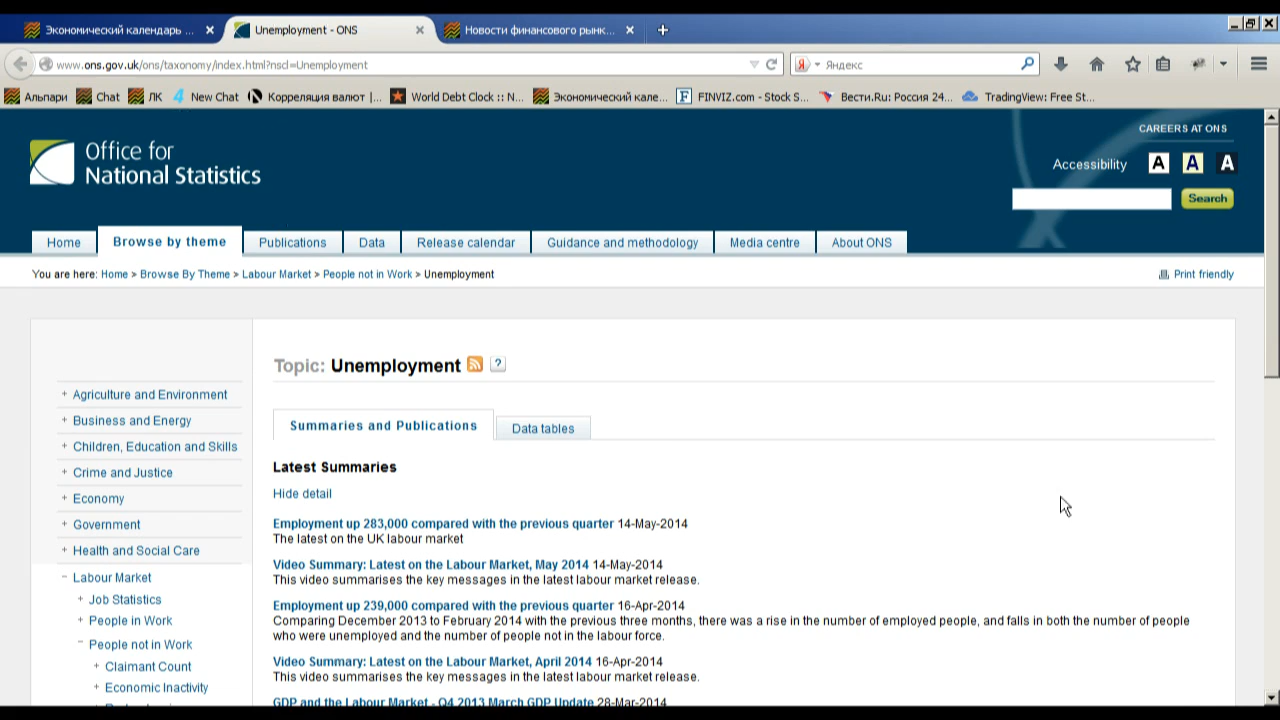 Экономический календарь ...
Unemployment - ONS
Новости финансового рынк...
www.ons.gov.uk/ons/taxonomy/index.html?nscl=Unemployment
Яндекс
Альпари
Chat
ЛК
New Chat
Корреляция валют |...
World Debt Clock :: N...
Экономический кале...
FINVIZ.com - Stock S...
Вести.Ru: Россия 24...
TradingView: Free St...
CAREERS AT ONS
Office for
National Statistics
Accessibility A A A
Search
Home
Browse by theme
Publications
Data
Release calendar
Guidance and methodology
Media centre
About ONS
You are here: Home > Browse By Theme > Labour Market > People not in Work > Unemployment
Print friendly
Topic: Unemployment ?
+ Agriculture and Environment
+ Business and Energy
+ Children, Education and Skills
+ Crime and Justice
+ Economy
+ Government
+ Health and Social Care
- Labour Market
+ Job Statistics
+ People in Work
- People not in Work
+ Claimant Count
+ Economic Inactivity
Summaries and Publications
Data tables
Latest Summaries
Hide detail
Employment up 283,000 compared with the previous quarter 14-May-2014
The latest on the UK labour market
Video Summary: Latest on the Labour Market, May 2014 14-May-2014
This video summarises the key messages in the latest labour market release.
Employment up 239,000 compared with the previous quarter 16-Apr-2014
Comparing December 2013 to February 2014 with the previous three months, there was a rise in the number of employed people, and falls in both the number of people
who were unemployed and the number of people not in the labour force.
Video Summary: Latest on the Labour Market, April 2014 16-Apr-2014
This video summarises the key messages in the latest labour market release.
GDP and the Labour Market - Q4 2013 March GDP Update 28-Mar-2014